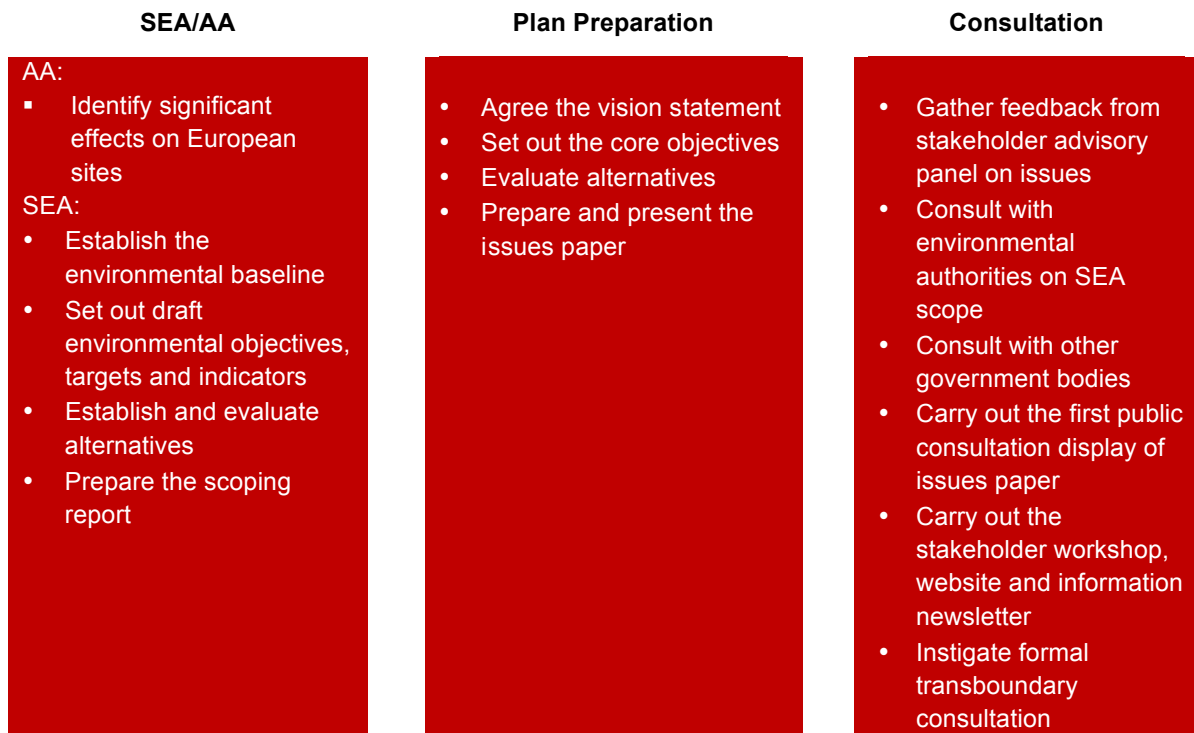 SEA/AA
AA:
▪ Identify significant
effects on European
sites
SEA:
• Establish the
environmental baseline
• Set out draft
environmental objectives,
targets and indicators
• Establish and evaluate
alternatives
• Prepare the scoping
report
Plan Preparation
• Agree the vision statement
• Set out the core objectives
• Evaluate alternatives
• Prepare and present the
issues paper
Consultation
• Gather feedback from
stakeholder advisory
panel on issues
• Consult with
environmental
authorities on SEA
scope
• Consult with other
government bodies
• Carry out the first public
consultation display of
issues paper
• Carry out the
stakeholder workshop,
website and information
newsletter
• Instigate formal
transboundary
consultation